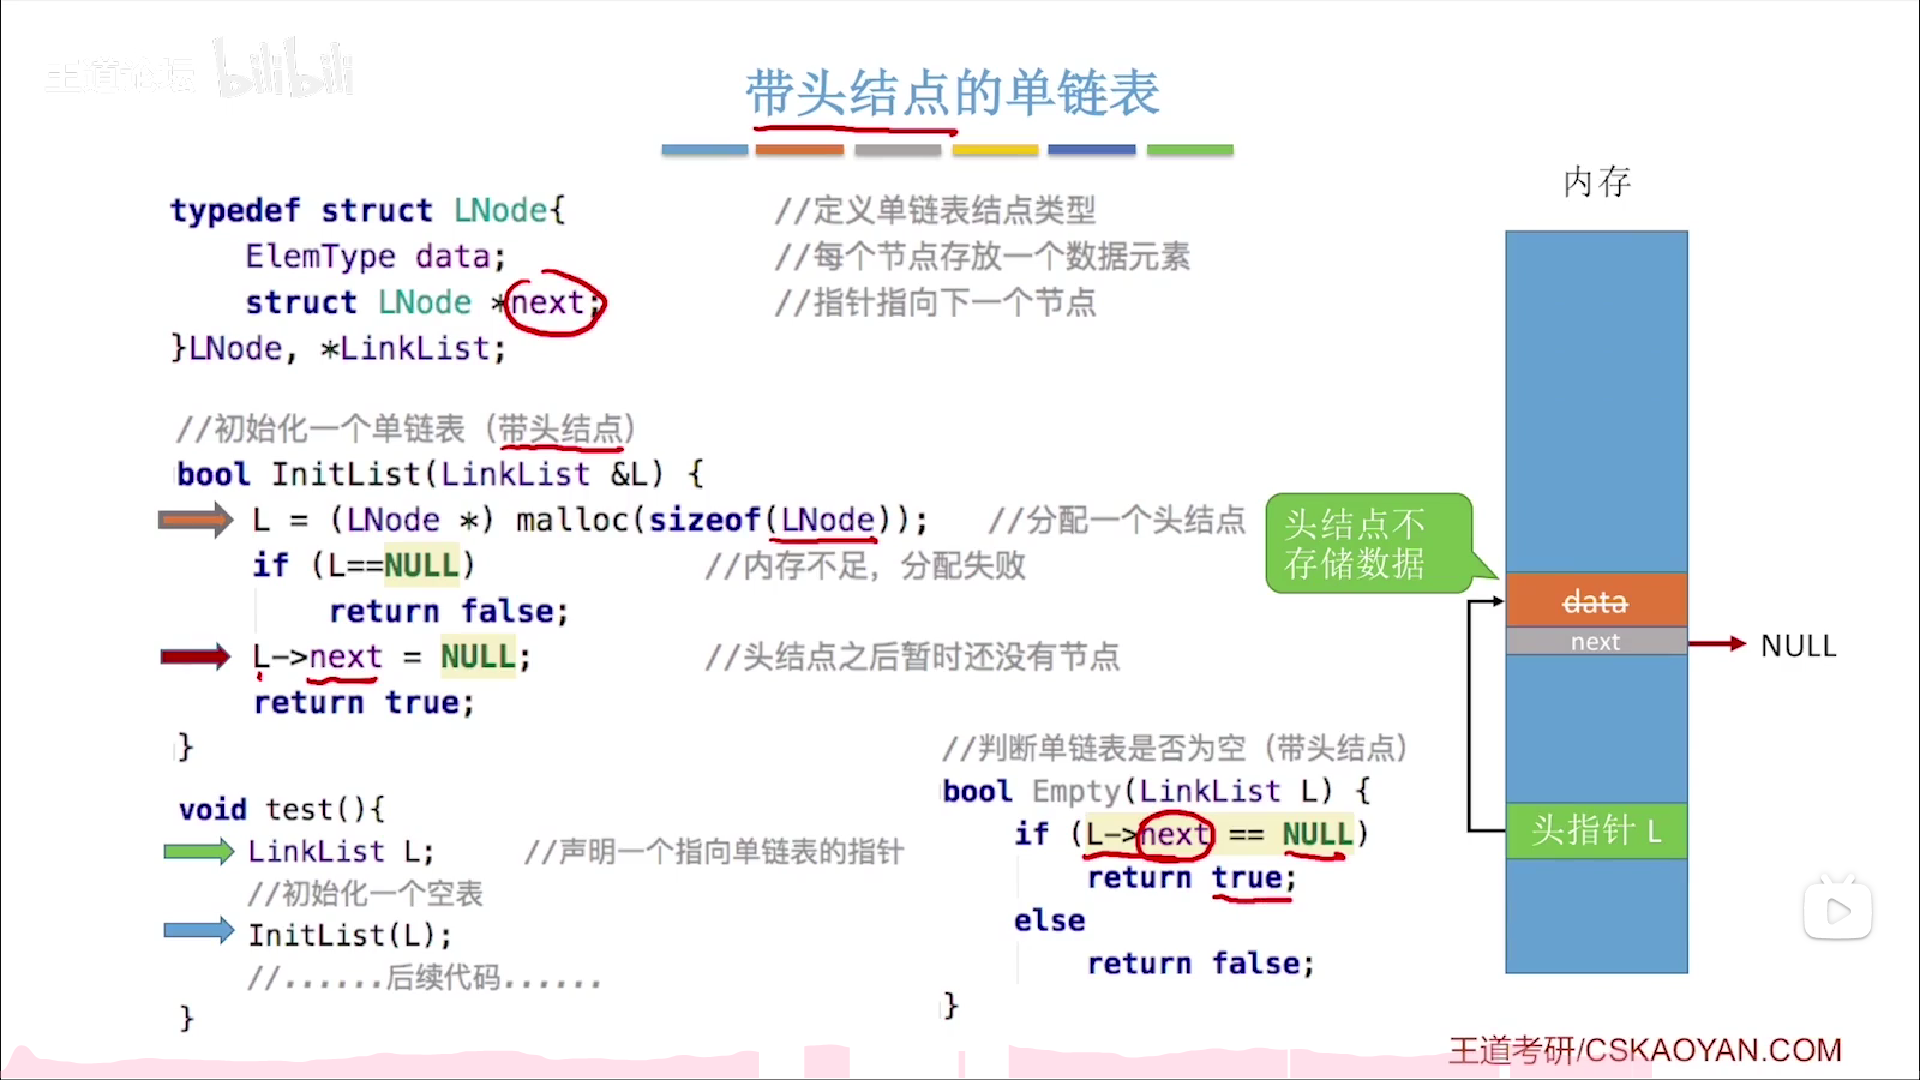 王道论坛 bilibili
带头结点的单链表
typedef struct LNode{ //定义单链表结点类型
ElemType data; //每个节点存放一个数据元素
struct LNode *next; //指针指向下一个节点
}LNode, *LinkList;
//初始化一个单链表（带头结点）
bool InitList(LinkList &L) {
L = (LNode *) malloc(sizeof(LNode)); //分配一个头结点
if (L==NULL) //内存不足，分配失败
return false;
L->next = NULL; //头结点之后暂时还没有节点
return true;
}
void test(){
LinkList L; //声明一个指向单链表的指针
//初始化一个空表
InitList(L);
//......后续代码......
}
//判断单链表是否为空（带头结点）
bool Empty(LinkList L) {
if (L->next == NULL)
return true;
else
return false;
}
内存
头结点不
存储数据
data
next
NULL
头指针 L
王道考研/CSKAOYAN.COM